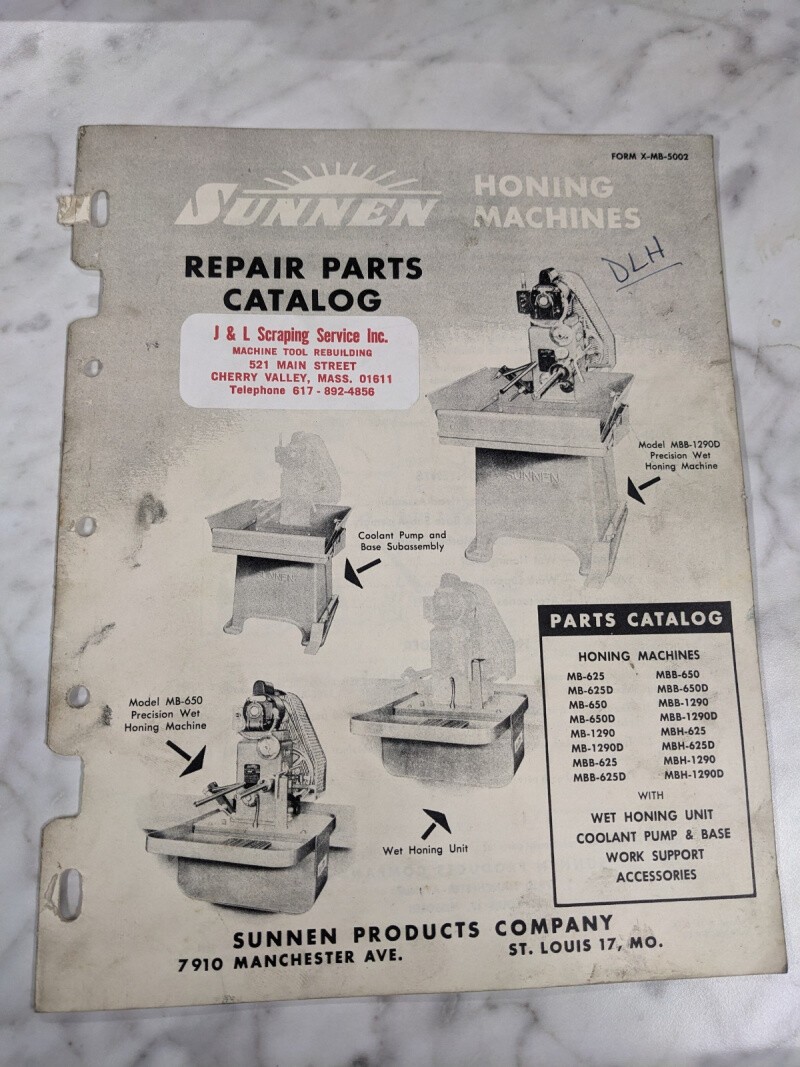 FORM X-MB-5002
SUNNEN
HONING
MACHINES
DLH
REPAIR PARTS
CATALOG
J & L Scraping Service Inc.
MACHINE TOOL REBUILDING
521 MAIN STREET
CHERRY VALLEY, MASS. 01611
Telephone 617 - 892-4856
Model MBB-1290D
Precision Wet
Honing Machine
SUNNEN
Coolant Pump and
Base Subassembly
SUNNEN
Model MB-650
Precision Wet
Honing Machine
Wet Honing Unit
PARTS CATALOG
HONING MACHINES
MB-625 MBB-650
MB-625D MBB-650D
MB-650 MBB-1290
MB-650D MBB-1290D
MB-1290 MBH-625
MB-1290D MBH-625D
MBB-625 MBH-1290
MBB-625D MBH-1290D
WITH
WET HONING UNIT
COOLANT PUMP & BASE
WORK SUPPORT
ACCESSORIES
SUNNEN PRODUCTS COMPANY
7910 MANCHESTER AVE. ST. LOUIS 17, MO.